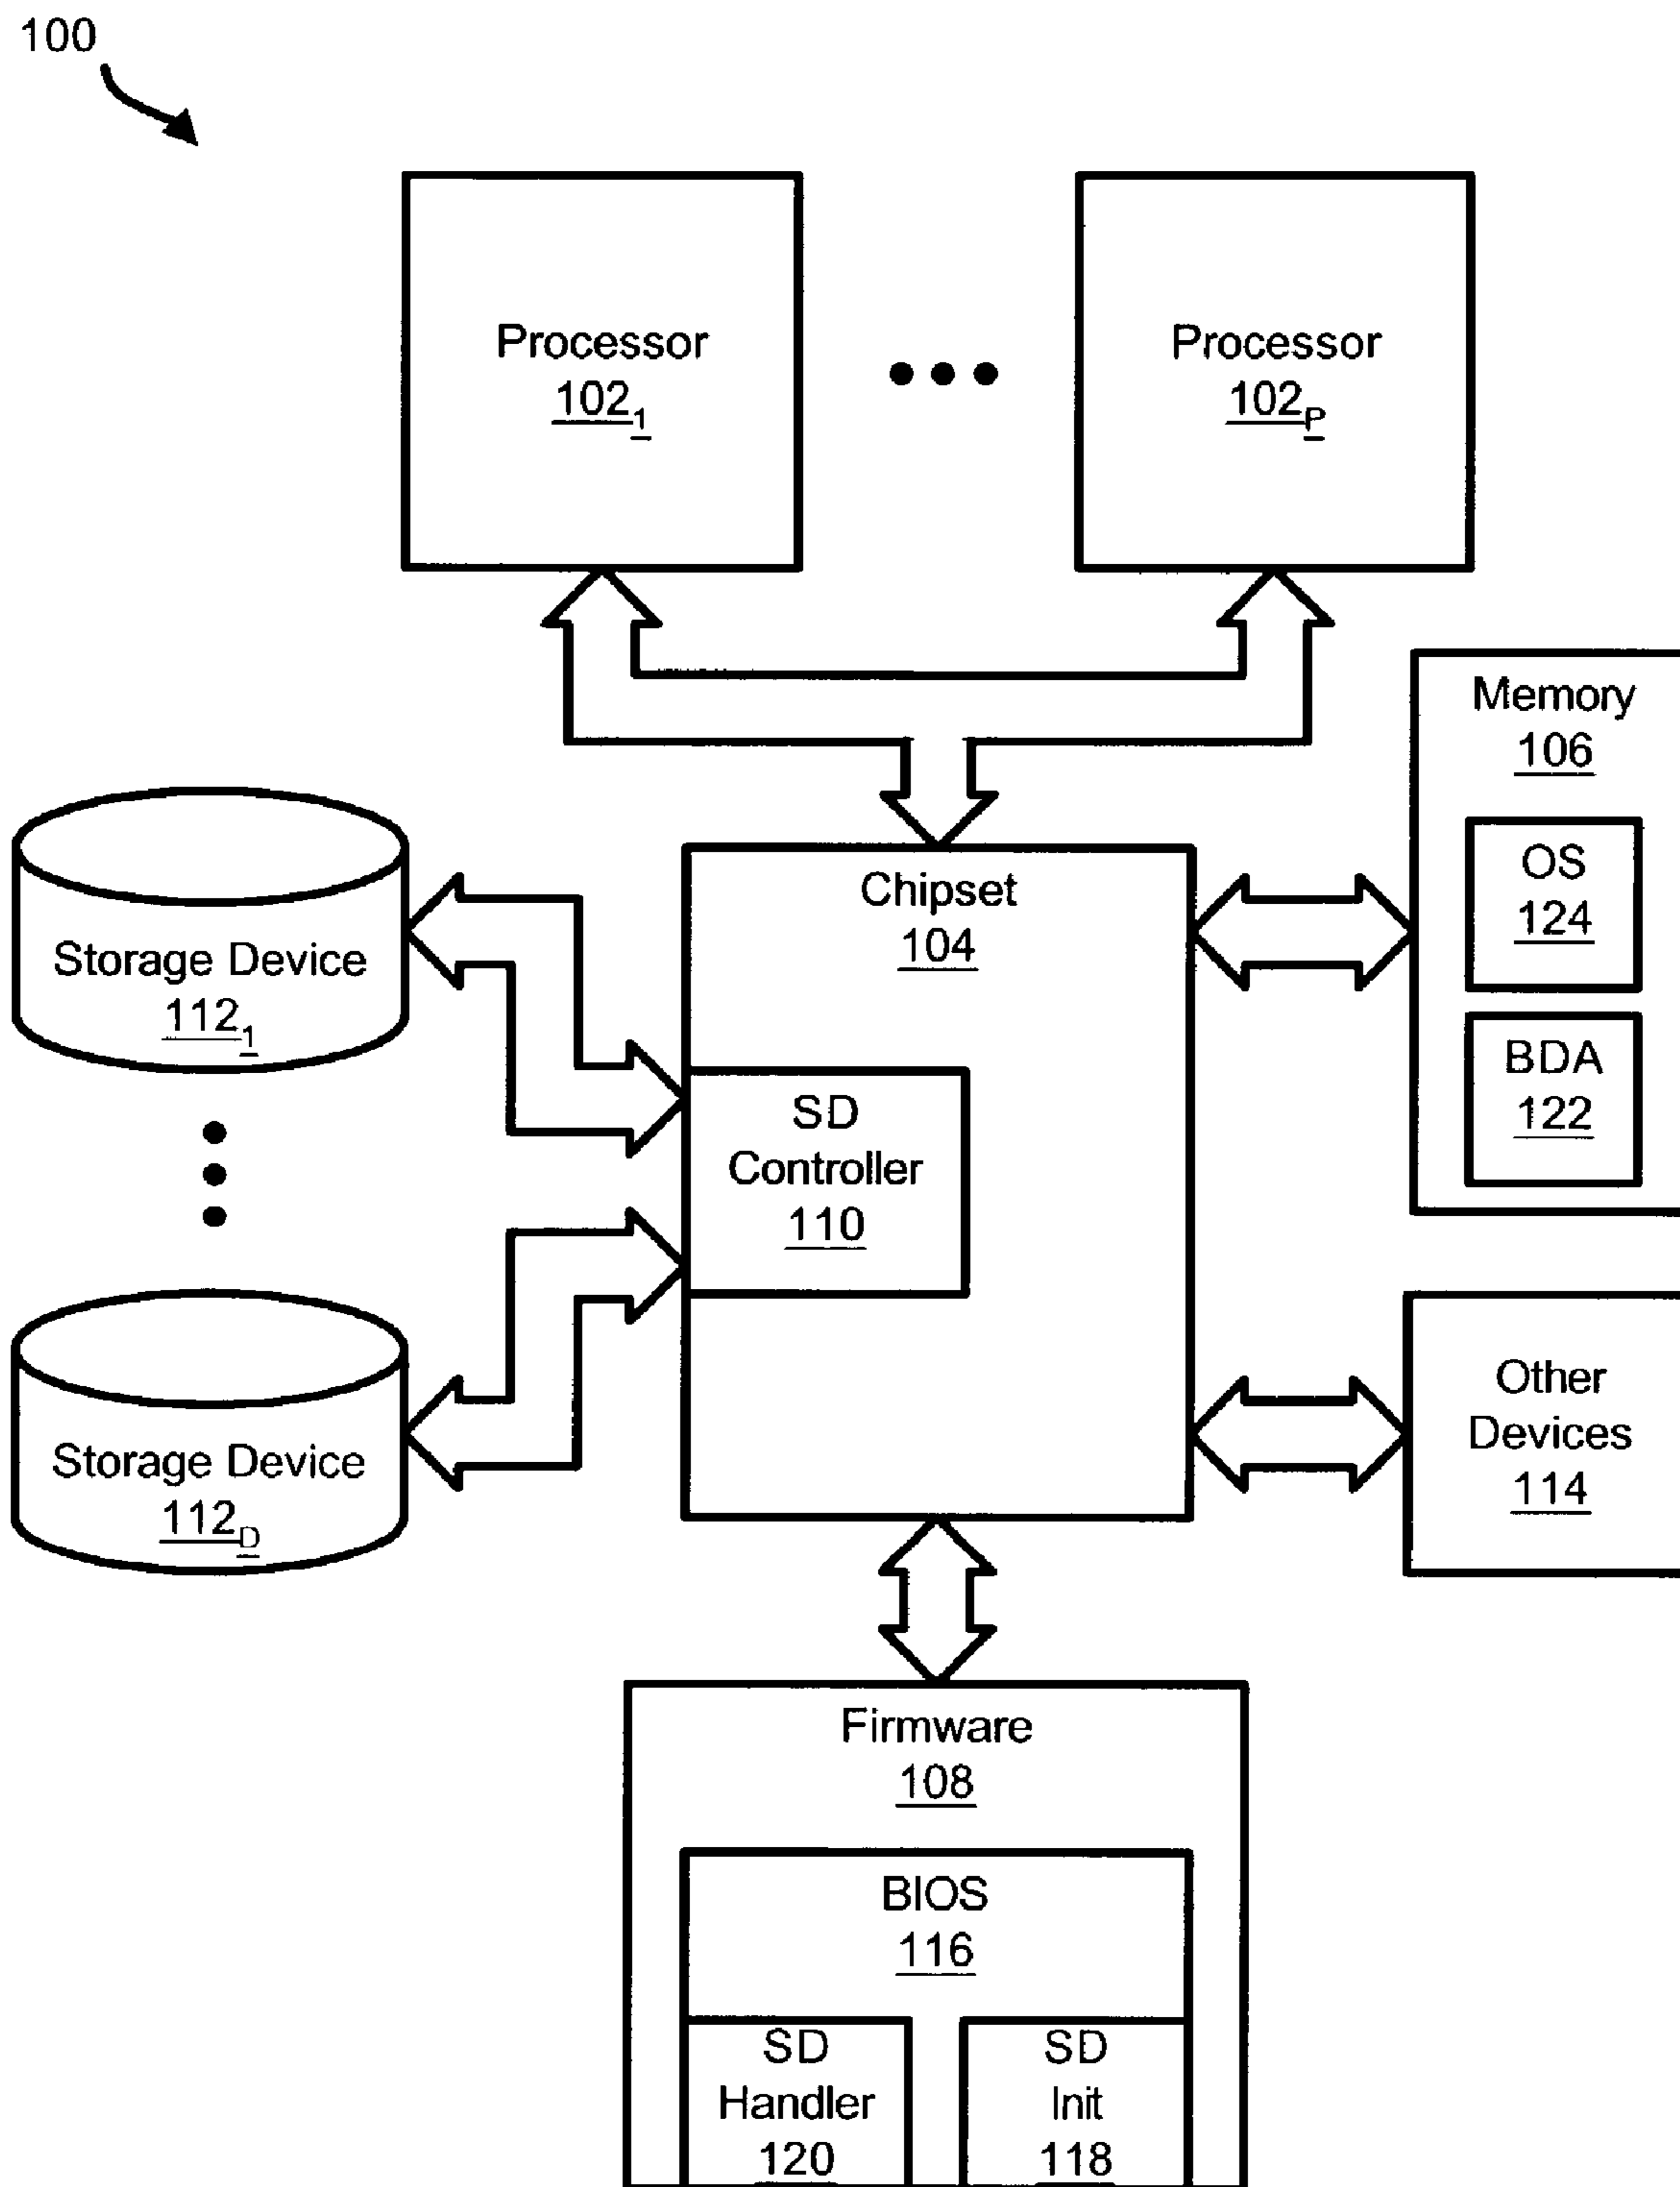 100
Processor
102₁
Processor
102ₚ
Memory
106
OS
124
BDA
122
Chipset
104
Storage Device
112₁
SD
Controller
110
Storage Device
112_D
Other
Devices
114
Firmware
108
BIOS
116
SD
Handler
120
SD
Init
118